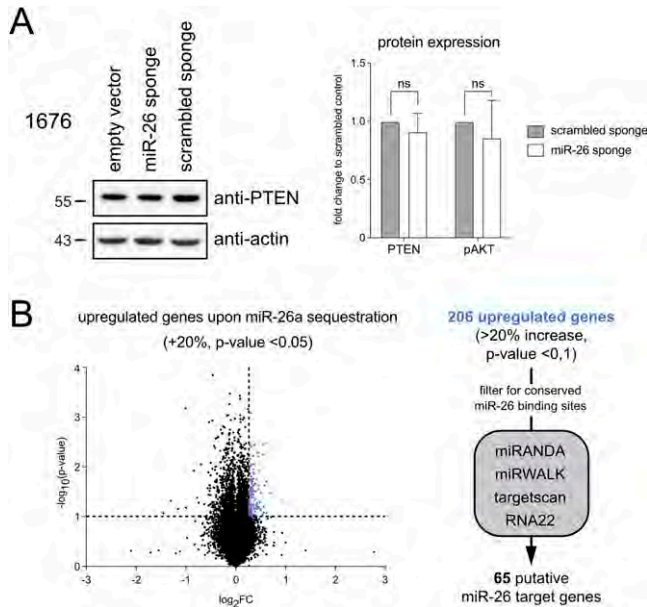 A
1676
empty vector
miR-26 sponge
scrambled sponge
55
anti-PTEN
43
anti-actin
protein expression
fold change to scrambled control
1.5
1.0
0.5
0
ns
ns
PTEN
pAKT
scrambled sponge
miR-26 sponge
B
upregulated genes upon miR-26a sequestration
(+20%, p-value <0.05)
-log10(p-value)
4
3
2
1
0
-3
-2
-1
0
1
2
3
log2FC
206 upregulated genes
(>20% increase,
p-value <0,1)
filter for conserved
miR-26 binding sites
miRANDA
miRWALK
targetscan
RNA22
65 putative
miR-26 target genes